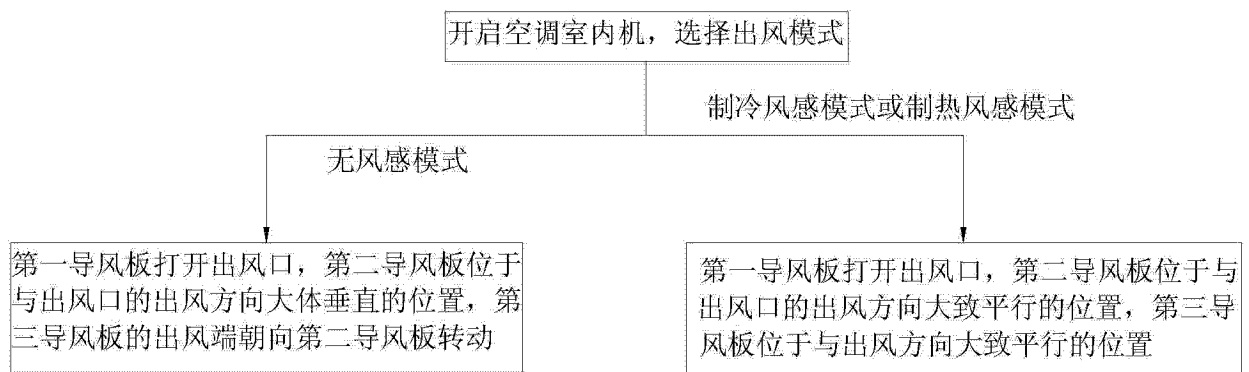 开启空调室内机，选择出风模式
制冷风感模式或制热风感模式
无风感模式
第一导风板打开出风口，第二导风板位于
与出风口的出风方向大体垂直的位置，第
三导风板的出风端朝向第二导风板转动
第一导风板打开出风口，第二导风板位于与
出风口的出风方向大致平行的位置，第三导
风板位于与出风方向大致平行的位置